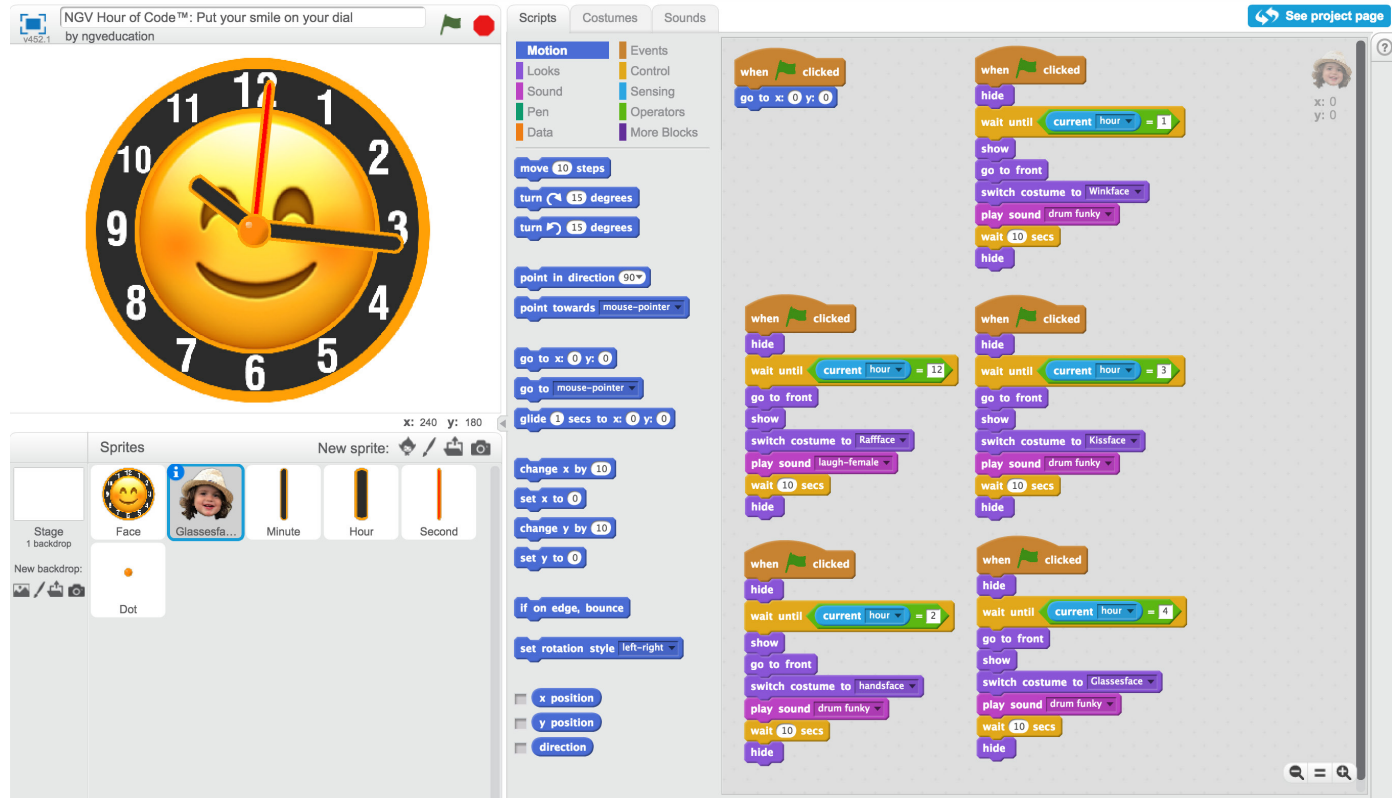 NGV Hour of Code™: Put your smile on your dial
by ngveducation
v452.1
12
1
2
3
4
5
6
7
8
9
10
11
x: 240 y: 180
Sprites
New sprite:
Stage
1 backdrop
New backdrop:
Face
Glassesfa...
Minute
Hour
Second
Dot
Scripts
Costumes
Sounds
See project page
Motion
Looks
Sound
Pen
Data
Events
Control
Sensing
Operators
More Blocks
move 10 steps
turn 15 degrees
turn 15 degrees
point in direction 90
point towards mouse-pointer
go to x: 0 y: 0
go to mouse-pointer
glide 1 secs to x: 0 y: 0
change x by 10
set x to 0
change y by 10
set y to 0
if on edge, bounce
set rotation style left-right
x position
y position
direction
when clicked
go to x: 0 y: 0
when clicked
hide
wait until current hour = 1
show
go to front
switch costume to Winkface
play sound drum funky
wait 10 secs
hide
x: 0
y: 0
when clicked
hide
wait until current hour = 12
go to front
show
switch costume to Raffface
play sound laugh-female
wait 10 secs
hide
when clicked
hide
wait until current hour = 3
go to front
show
switch costume to Kissface
play sound drum funky
wait 10 secs
hide
when clicked
hide
wait until current hour = 2
show
go to front
switch costume to handsface
play sound drum funky
wait 10 secs
hide
when clicked
hide
wait until current hour = 4
go to front
show
switch costume to Glassesface
play sound drum funky
wait 10 secs
hide